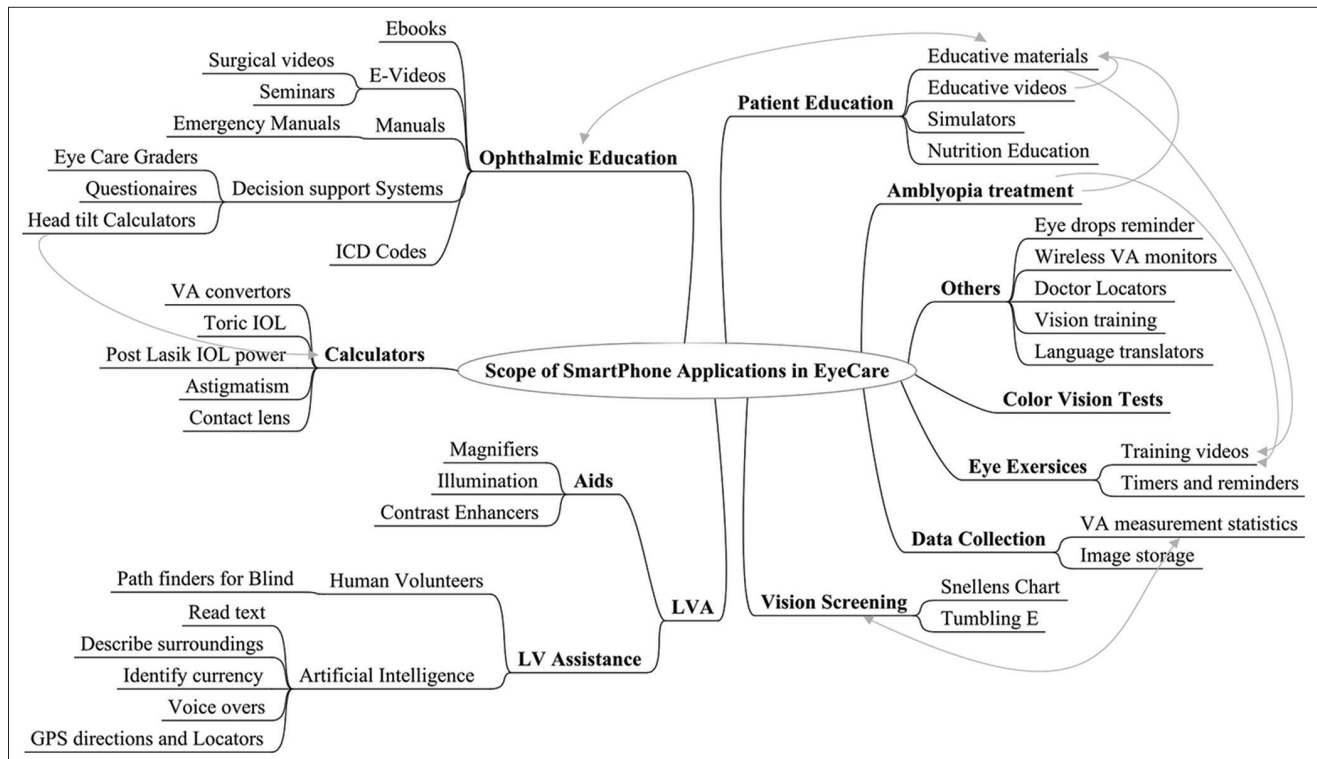 Ebooks
Surgical videos
E-Videos
Seminars
Emergency Manuals
Manuals
Ophthalmic Education
Eye Care Graders
Questionaires
Decision support Systems
Head tilt Calculators
ICD Codes
VA convertors
Toric IOL
Post Lasik IOL power
Calculators
Astigmatism
Contact lens
Scope of SmartPhone Applications in EyeCare
Magnifiers
Illumination
Aids
Contrast Enhancers
Path finders for Blind
Human Volunteers
LVA
Read text
Describe surroundings
LV Assistance
Identify currency
Artificial Intelligence
Voice overs
GPS directions and Locators
Educative materials
Educative videos
Patient Education
Simulators
Nutrition Education
Amblyopia treatment
Eye drops reminder
Wireless VA monitors
Others
Doctor Locators
Vision training
Language translators
Color Vision Tests
Training videos
Eye Exersices
Timers and reminders
VA measurement statistics
Data Collection
Image storage
Snellens Chart
Vision Screening
Tumbling E